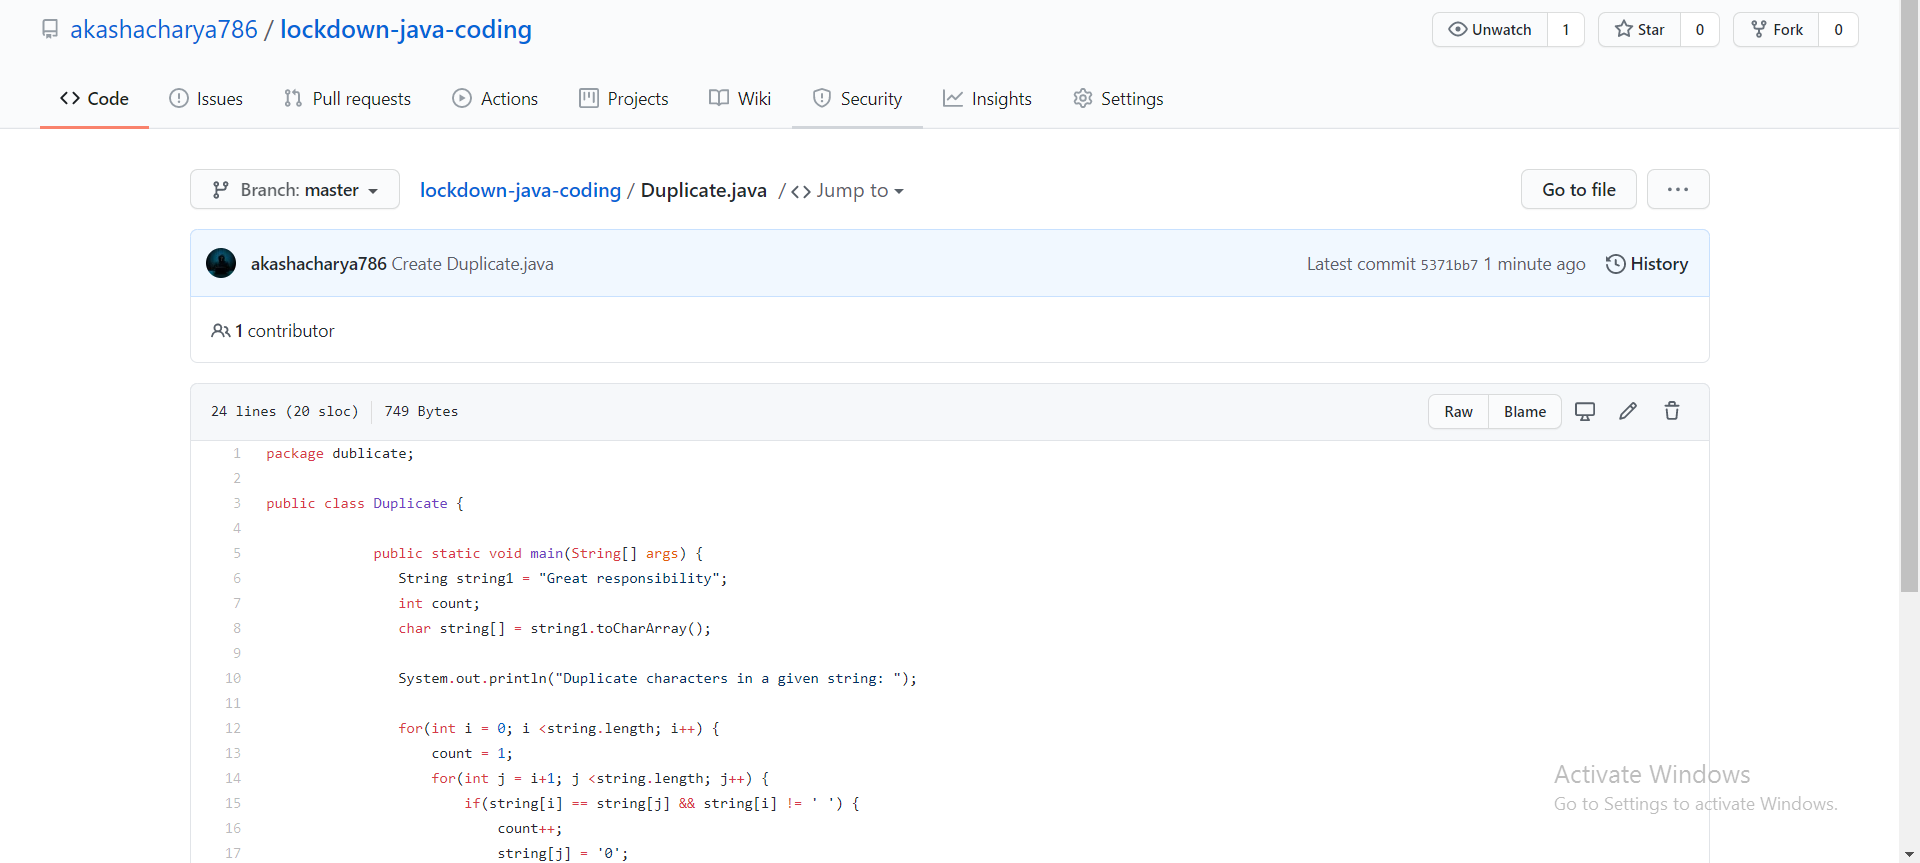 akashacharya786 / lockdown-java-coding
Unwatch 1 Star 0 Fork 0
Code Issues Pull requests Actions Projects Wiki Security Insights Settings
Branch: master lockdown-java-coding / Duplicate.java / <> Jump to Go to file ...
akashacharya786 Create Duplicate.java Latest commit 5371bb7 1 minute ago History
1 contributor
24 lines (20 sloc) 749 Bytes Raw Blame
1 package dublicate;
2
3 public class Duplicate {
4
5 public static void main(String[] args) {
6 String string1 = "Great responsibility";
7 int count;
8 char string[] = string1.toCharArray();
9
10 System.out.println("Duplicate characters in a given string: ");
11
12 for(int i = 0; i <string.length; i++) {
13 count = 1;
14 for(int j = i+1; j <string.length; j++) {
15 if(string[i] == string[j] && string[i] != ' ') {
16 count++;
17 string[j] = '0';
Activate Windows
Go to Settings to activate Windows.